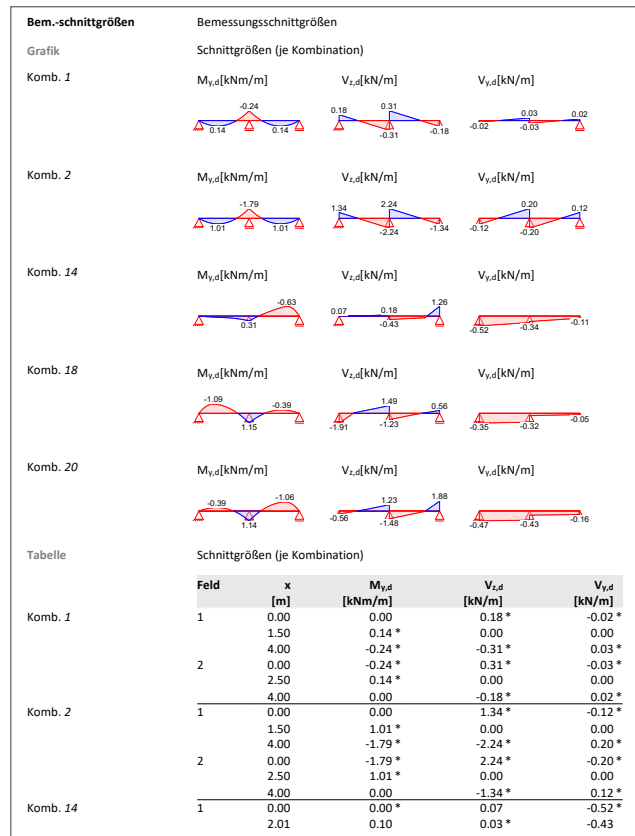 Bem.-schnittgrößen Bemessungsschnittgrößen
Grafik Schnittgrößen (je Kombination)
Komb. 1 My,d[kNm/m] Vz,d[kN/m] Vy,d[kN/m]
-0.24 0.14 0.14 0.18 0.31 -0.31 -0.18 -0.02 0.03 -0.03 0.02
Komb. 2 My,d[kNm/m] Vz,d[kN/m] Vy,d[kN/m]
-1.79 1.01 1.01 1.34 2.24 -2.24 -1.34 -0.12 0.20 -0.20 0.12
Komb. 14 My,d[kNm/m] Vz,d[kN/m] Vy,d[kN/m]
0.31 -0.63 0.07 0.18 -0.43 1.26 -0.52 -0.34 -0.11
Komb. 18 My,d[kNm/m] Vz,d[kN/m] Vy,d[kN/m]
-1.09 1.15 -0.39 -1.91 1.49 -1.23 0.56 -0.35 -0.32 -0.05
Komb. 20 My,d[kNm/m] Vz,d[kN/m] Vy,d[kN/m]
-0.39 1.14 -1.06 -0.56 1.23 -1.48 1.88 -0.47 -0.43 -0.16
Tabelle Schnittgrößen (je Kombination)
Feld x My,d Vz,d Vy,d
[m] [kNm/m] [kN/m] [kN/m]
Komb. 1 1 0.00 0.00 0.18 * -0.02 *
1.50 0.14 * 0.00 0.00
4.00 -0.24 * -0.31 * 0.03 *
2 0.00 -0.24 * 0.31 * -0.03 *
2.50 0.14 * 0.00 0.00
4.00 0.00 -0.18 * 0.02 *
Komb. 2 1 0.00 0.00 1.34 * -0.12 *
1.50 1.01 * 0.00 0.00
4.00 -1.79 * -2.24 * 0.20 *
2 0.00 -1.79 * 2.24 * -0.20 *
2.50 1.01 * 0.00 0.00
4.00 0.00 -1.34 * 0.12 *
Komb. 14 1 0.00 0.00 * 0.07 -0.52 *
2.01 0.10 0.03 * -0.43